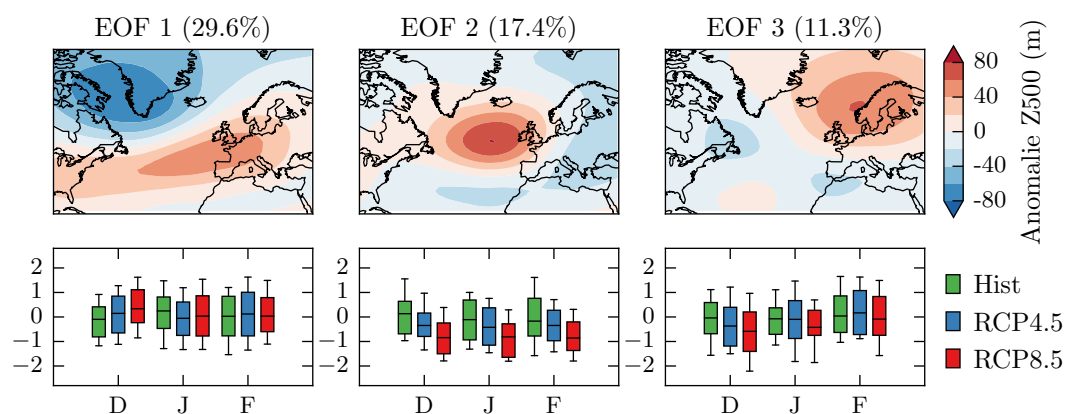 EOF 1 (29.6%) EOF 2 (17.4%) EOF 3 (11.3%)
80
40
0
-40
-80
Anomalie Z500 (m)
2 2 2
1 1 1
0 0 0
−1 −1 −1
−2 −2 −2
D J F D J F D J F
Hist
RCP4.5
RCP8.5